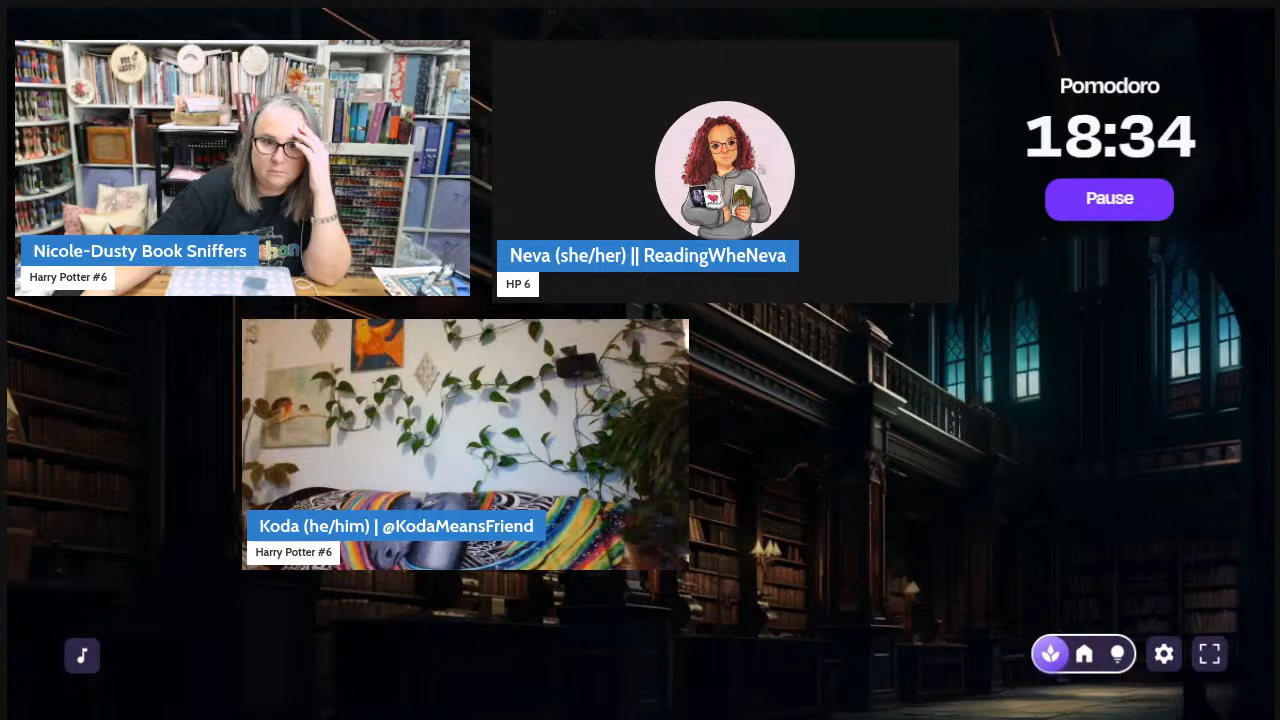 Pomodoro
18:34
Pause
Nicole-Dusty Book Sniffers
Harry Potter #6
Neva (she/her) || ReadingWheNeva
HP 6
Koda (he/him) | @KodaMeansFriend
Harry Potter #6